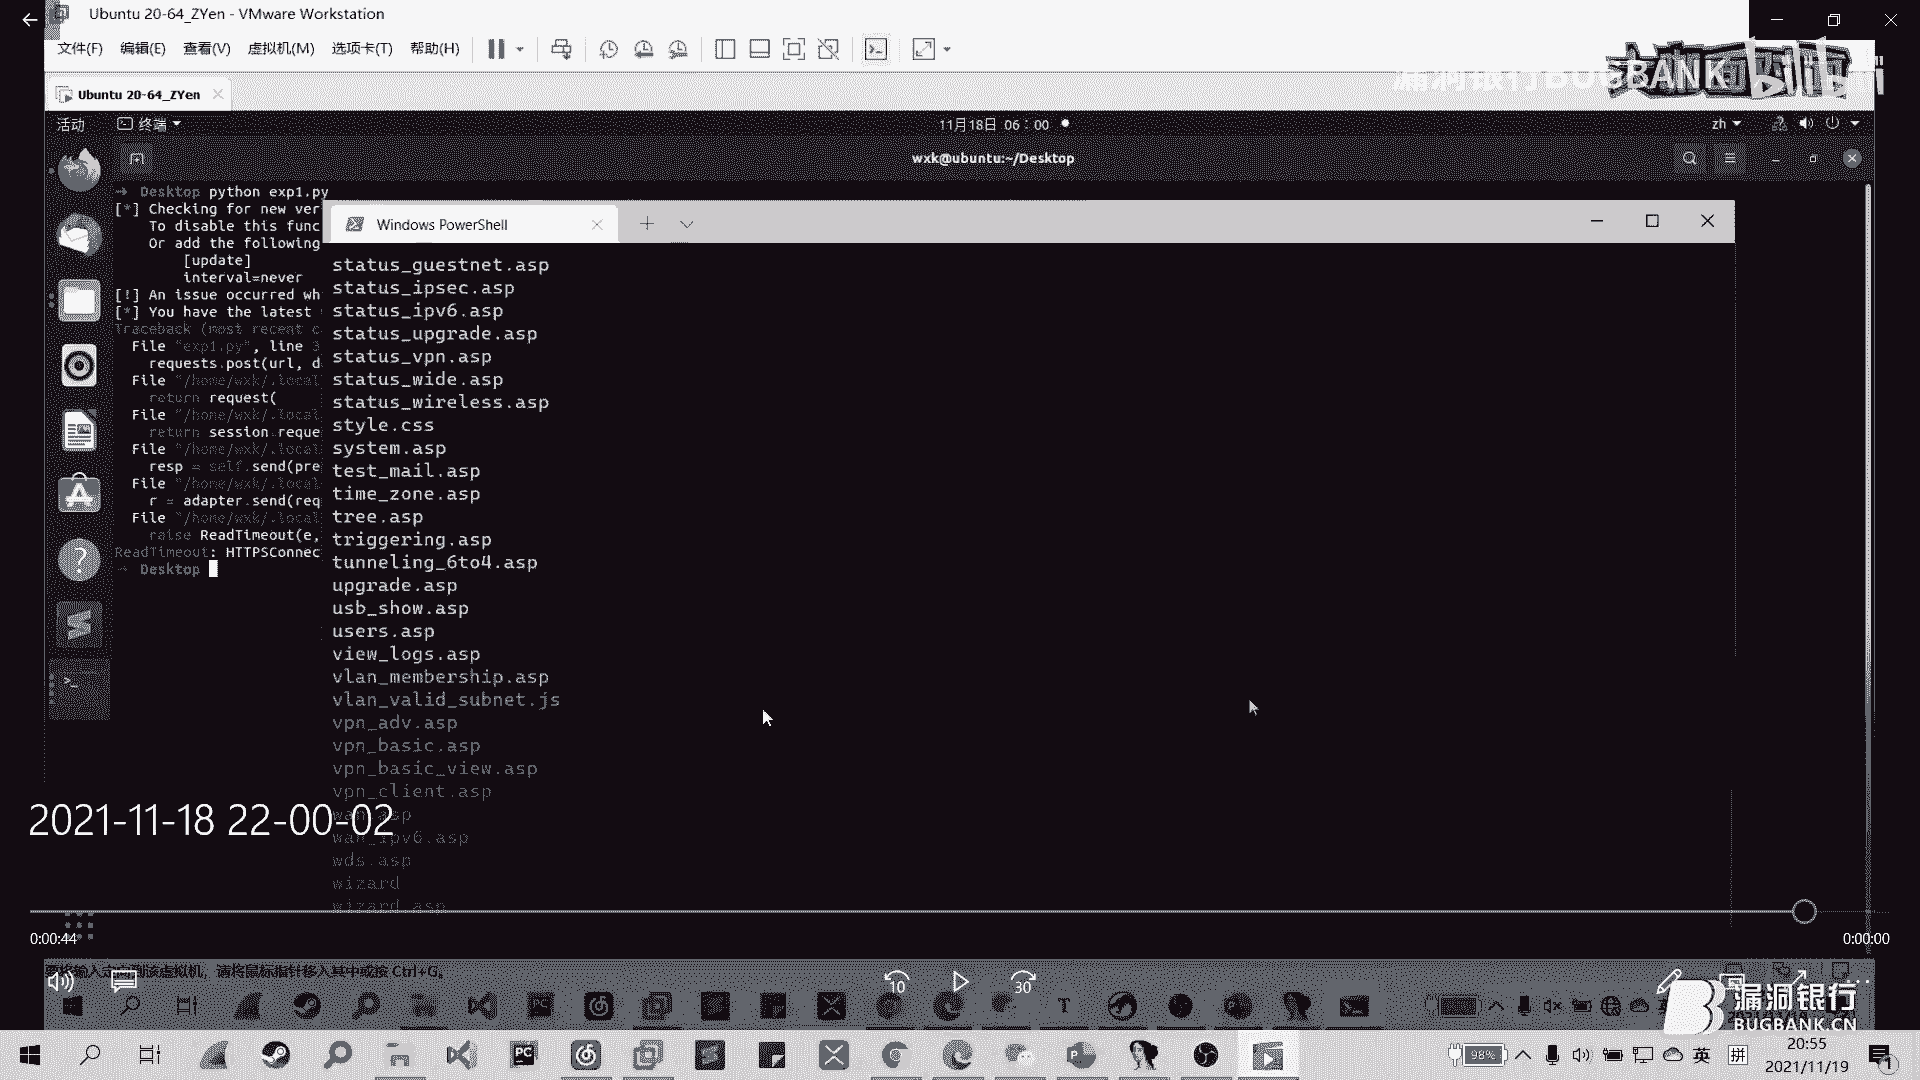 Ubuntu 20-64_ZYen - VMware Workstation
文件(F) 编辑(E) 查看(V) 虚拟机(M) 选项卡(T) 帮助(H)
漏洞银行BUGBANK bilibili
Ubuntu 20-64_ZYen
活动 终端 11月18日 06：00 zh
wxk@ubuntu:~/Desktop
→ Desktop python exp1.py
[*] Checking for new ver
To disable this func
Or add the following
[update]
interval=never
[!] An issue occurred wh
[*] You have the latest
Traceback (most recent c
File "exp1.py", line 3
requests.post(url, d
File "/home/wxk/.local
return request(
File "/home/wxk/.local
return session.reque
File "/home/wxk/.local
resp = self.send(pre
File "/home/wxk/.local
r = adapter.send(req
File "/home/wxk/.local
raise ReadTimeout(e,
ReadTimeout: HTTPSConnec
→ Desktop
Windows PowerShell
status_guestnet.asp
status_ipsec.asp
status_ipv6.asp
status_upgrade.asp
status_vpn.asp
status_wide.asp
status_wireless.asp
style.css
system.asp
test_mail.asp
time_zone.asp
tree.asp
triggering.asp
tunneling_6to4.asp
upgrade.asp
usb_show.asp
users.asp
view_logs.asp
vlan_membership.asp
vlan_valid_subnet.js
vpn_adv.asp
vpn_basic.asp
vpn_basic_view.asp
vpn_client.asp
wan.asp
wan_ipv6.asp
wds.asp
wizard
wizard.asp
2021-11-18 22-00-02
0:00:44 0:00:00
要将输入定向到该虚拟机，请将鼠标指针移入其中或按 Ctrl+G。
10 30
漏洞银行
BUGBANK.CN
98% 英 拼
20:55
2021/11/19
1